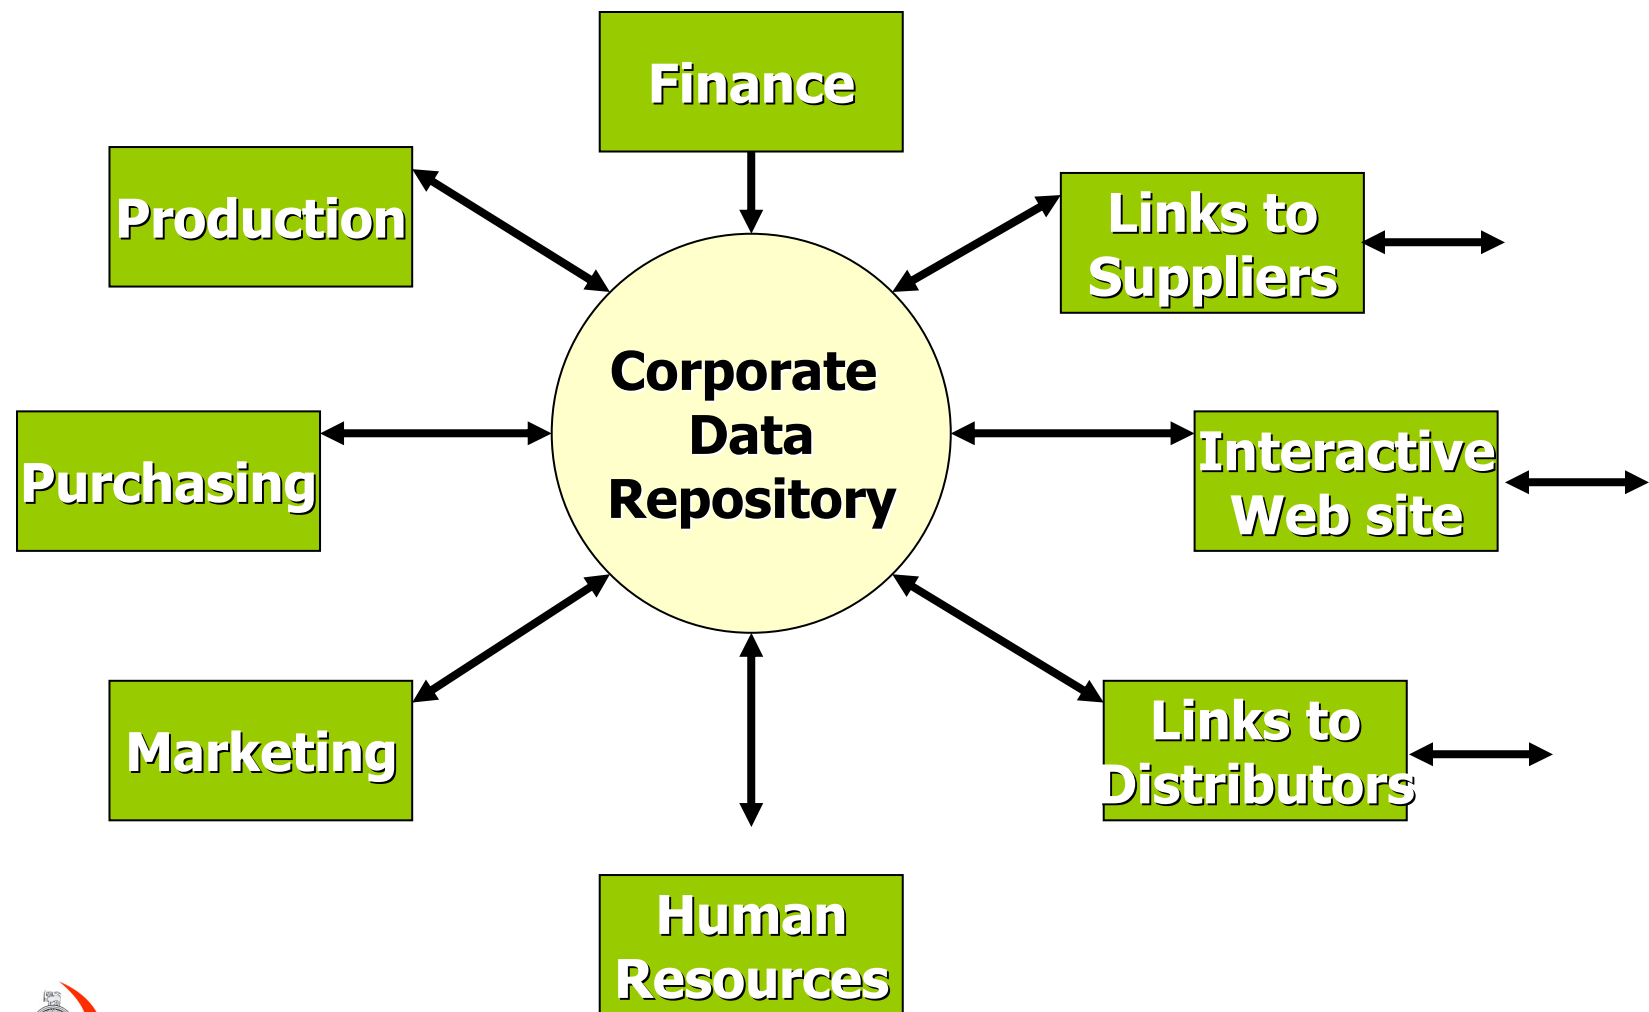 Finance
Production
Links to
Suppliers
Corporate
Data
Repository
Purchasing
Interactive
Web site
Marketing
Links to
Distributors
Human
Resources